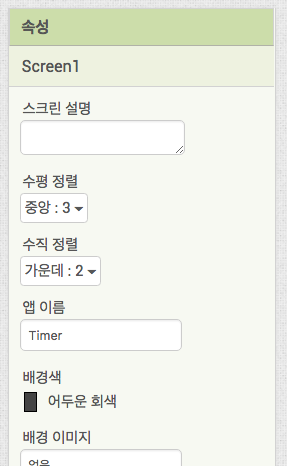 속성
Screen1
스크린 설명
수평 정렬
중앙 : 3
수직 정렬
가운데 : 2
앱 이름
Timer
배경색
어두운 회색
배경 이미지
없음